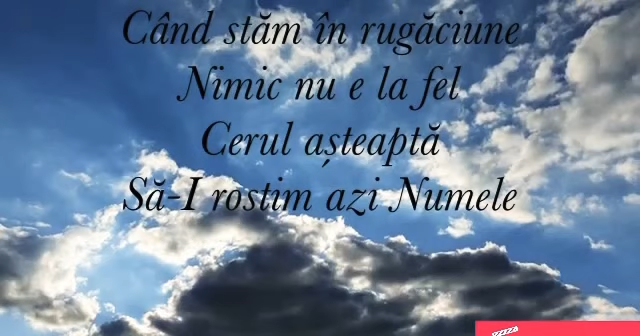 Când stăm în rugăciune
Nimic nu e la fel
Cerul așteaptă
Să-I rostim azi Numele